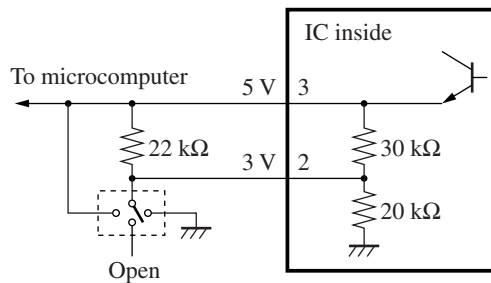 IC inside
To microcomputer
5 V 3
22 kΩ
30 kΩ
3 V 2
20 kΩ
Open